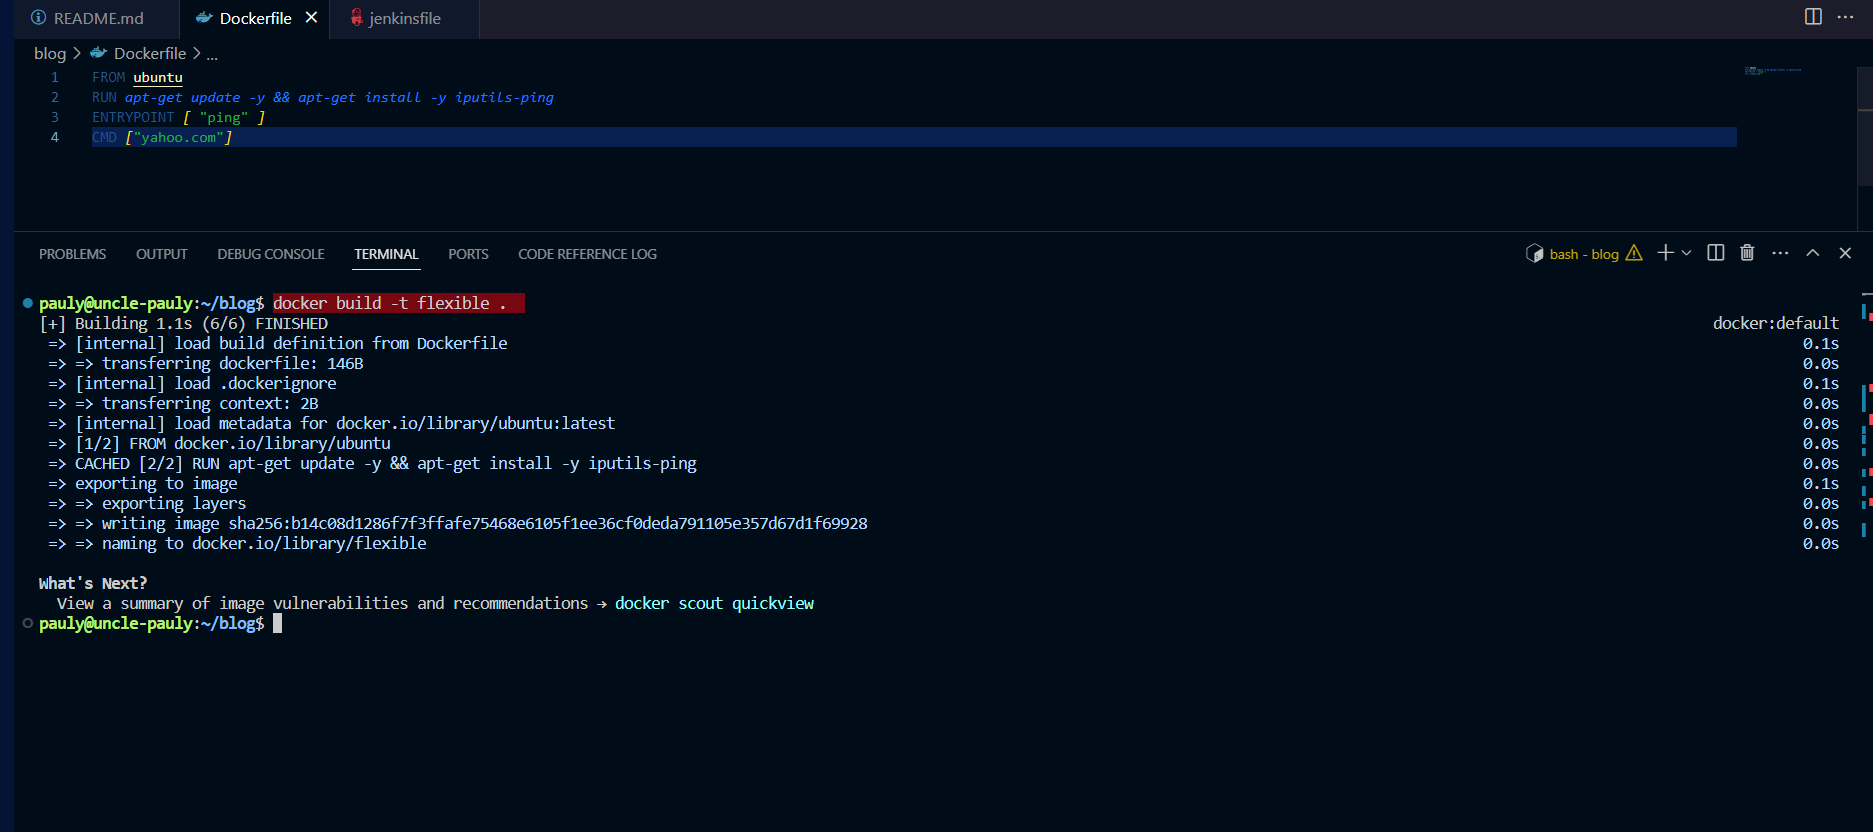 README.md Dockerfile jenkinsfile
blog > Dockerfile > ...
1 FROM ubuntu
2 RUN apt-get update -y && apt-get install -y iputils-ping
3 ENTRYPOINT [ "ping" ]
4 CMD ["yahoo.com"]
PROBLEMS OUTPUT DEBUG CONSOLE TERMINAL PORTS CODE REFERENCE LOG bash - blog
pauly@uncle-pauly:~/blog$ docker build -t flexible .
[+] Building 1.1s (6/6) FINISHED docker:default
=> [internal] load build definition from Dockerfile 0.1s
=> => transferring dockerfile: 146B 0.0s
=> [internal] load .dockerignore 0.1s
=> => transferring context: 2B 0.0s
=> [internal] load metadata for docker.io/library/ubuntu:latest 0.0s
=> [1/2] FROM docker.io/library/ubuntu 0.0s
=> CACHED [2/2] RUN apt-get update -y && apt-get install -y iputils-ping 0.0s
=> exporting to image 0.1s
=> => exporting layers 0.0s
=> => writing image sha256:b14c08d1286f7f3ffafe75468e6105f1ee36cf0deda791105e357d67d1f69928 0.0s
=> => naming to docker.io/library/flexible 0.0s
What's Next?
View a summary of image vulnerabilities and recommendations → docker scout quickview
pauly@uncle-pauly:~/blog$